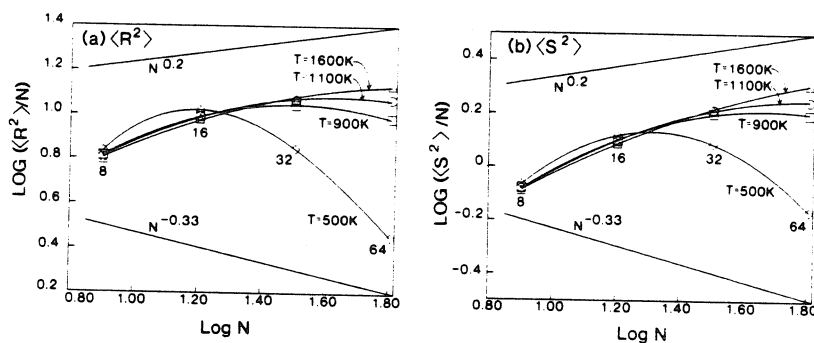 (a) ⟨R²⟩
LOG (⟨R²⟩/N)
1.4
1.2
1.0
0.8
0.6
0.4
0.2
N^0.2
T=1600K
T=1100K
T=900K
T=500K
8
16
32
64
N^-0.33
0.80 1.00 1.20 1.40 1.60 1.80
Log N
(b) ⟨S²⟩
LOG (⟨S²⟩/N)
0.4
0.2
0
-0.2
-0.4
N^0.2
T=1600K
T=1100K
T=900K
T=500K
8
16
32
64
N^-0.33
0.80 1.00 1.20 1.40 1.60 1.80
Log N